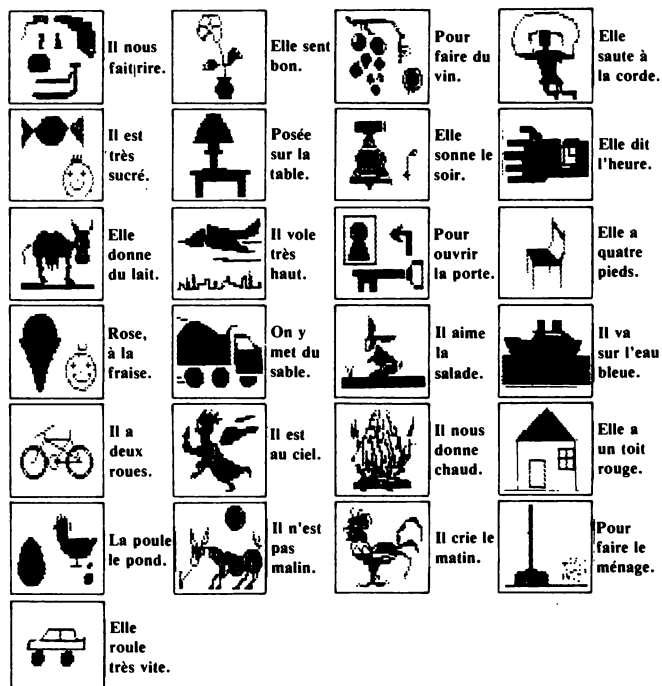 Il nous
fait rire.
Elle sent
bon.
Pour
faire du
vin.
Elle
saute à
la corde.
Il est
très
sucré.
Posée
sur la
table.
Elle
sonne le
soir.
Elle dit
l'heure.
Elle
donne
du lait.
Il vole
très
haut.
Pour
ouvrir
la porte.
Elle a
quatre
pieds.
Rose,
à la
fraise.
On y
met du
sable.
Il aime
la
salade.
Il va
sur l'eau
bleue.
Il a
deux
roues.
Il est
au ciel.
Il nous
donne
chaud.
Elle a
un toit
rouge.
La poule
le pond.
Il n'est
pas
malin.
Il crie le
matin.
Pour
faire le
ménage.
Elle
roule
très vite.